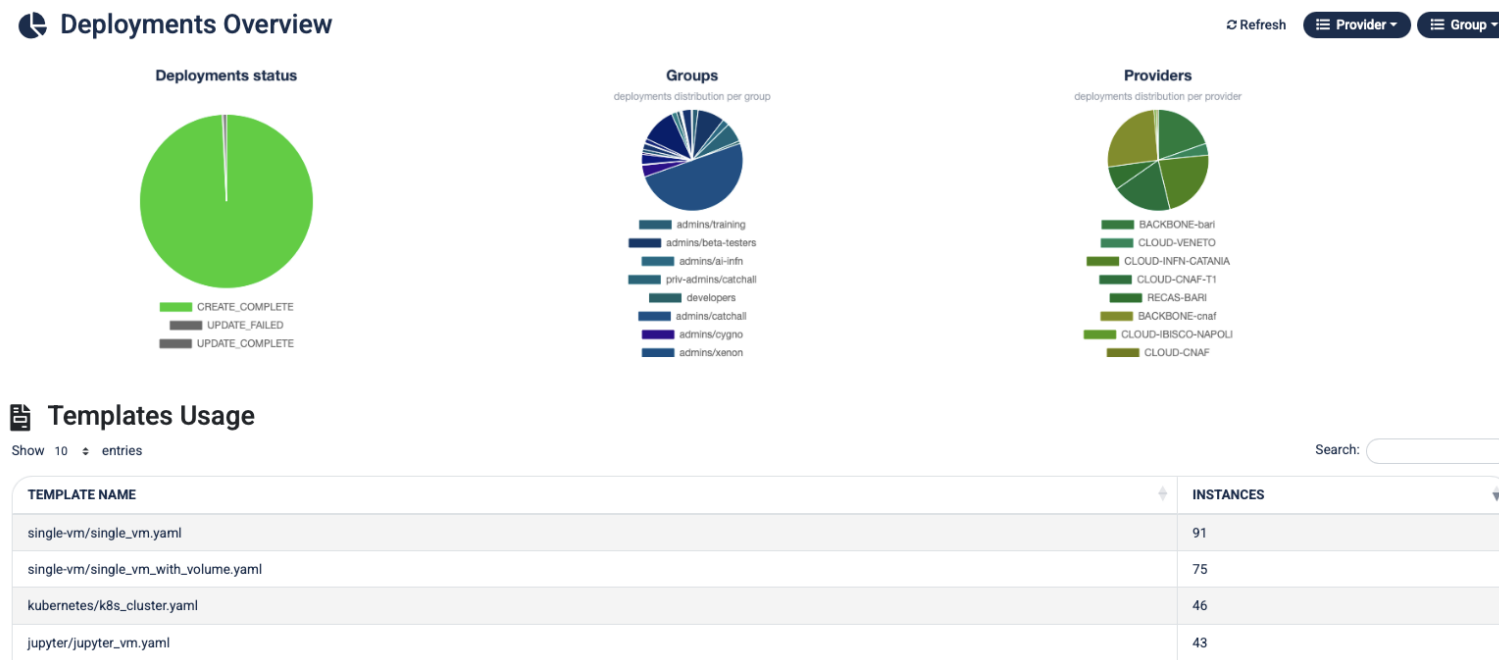 Deployments Overview
Refresh Provider Group
Deployments status
CREATE_COMPLETE
UPDATE_FAILED
UPDATE_COMPLETE
Groups
deployments distribution per group
admins/training
admins/beta-testers
admins/ai-infn
priv-admins/catchall
developers
admins/catchall
admins/cygno
admins/xenon
Providers
deployments distribution per provider
BACKBONE-bari
CLOUD-VENETO
CLOUD-INFN-CATANIA
CLOUD-CNAF-T1
RECAS-BARI
BACKBONE-cnaf
CLOUD-IBISCO-NAPOLI
CLOUD-CNAF
Templates Usage
Show 10 entries
Search:
TEMPLATE NAME INSTANCES
single-vm/single_vm.yaml 91
single-vm/single_vm_with_volume.yaml 75
kubernetes/k8s_cluster.yaml 46
jupyter/jupyter_vm.yaml 43